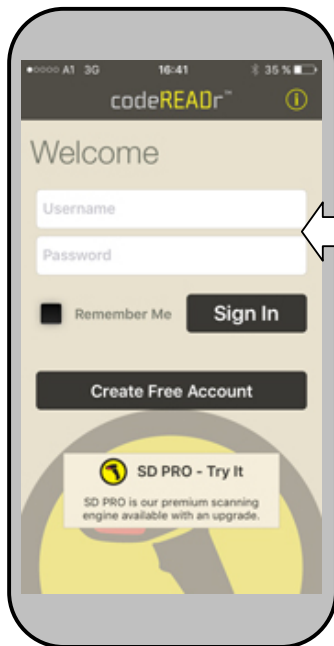 A1 3G 16:41 35 %
codeREADr™
Welcome
Username
Password
Remember Me
Sign In
Create Free Account
SD PRO - Try It
SD PRO is our premium scanning
engine available with an upgrade.